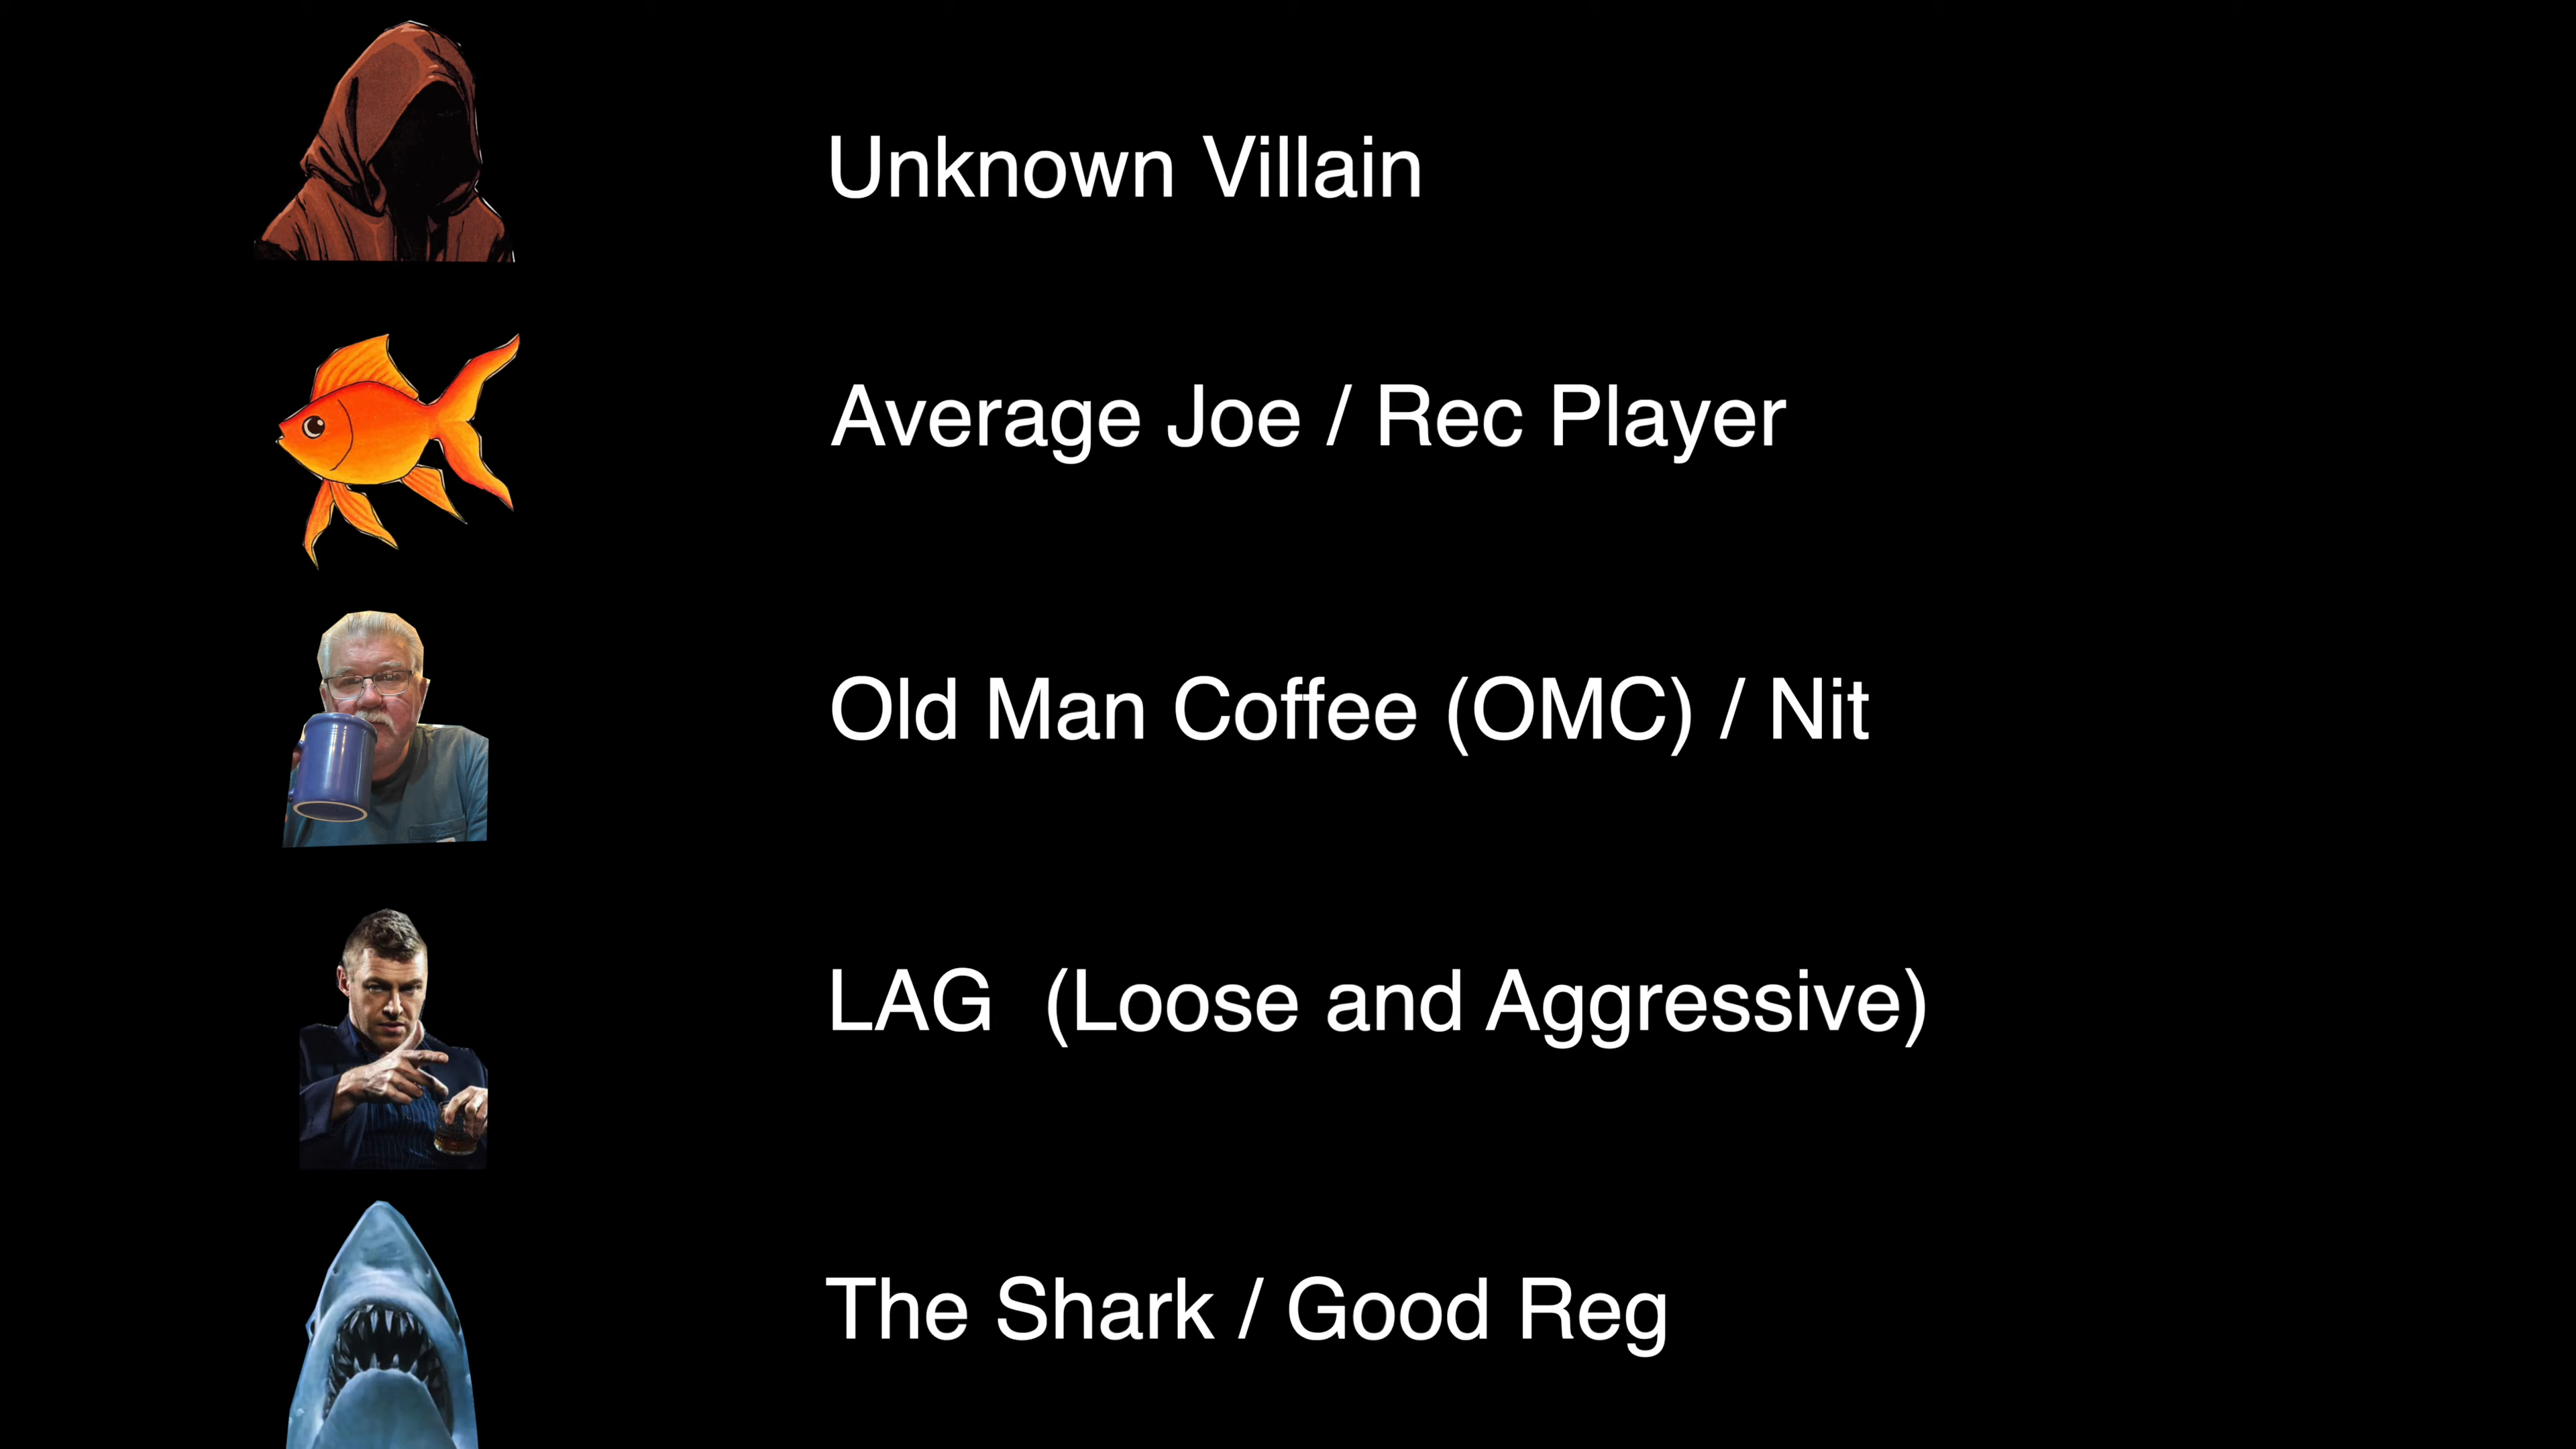 Unknown Villain
Average Joe / Rec Player
Old Man Coffee (OMC) / Nit
LAG  (Loose and Aggressive)
The Shark / Good Reg